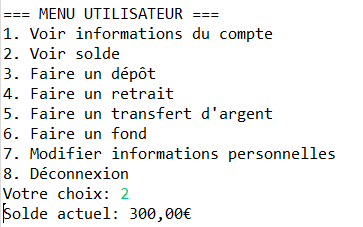 === MENU UTILISATEUR ===
1. Voir informations du compte
2. Voir solde
3. Faire un dépôt
4. Faire un retrait
5. Faire un transfert d'argent
6. Faire un fond
7. Modifier informations personnelles
8. Déconnexion
Votre choix: 2
Solde actuel: 300,00€